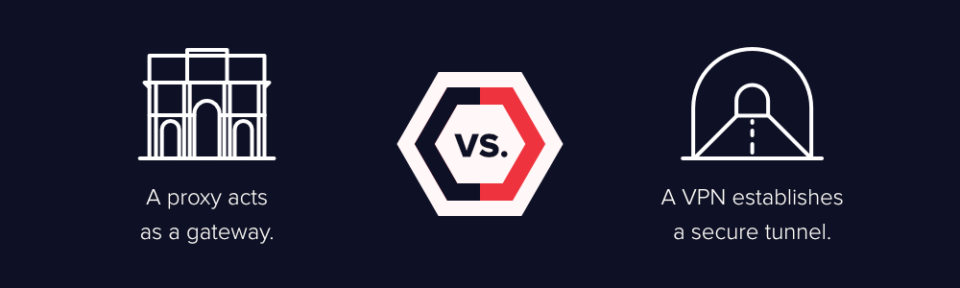 A proxy acts
as a gateway.
VS.
A VPN establishes
a secure tunnel.